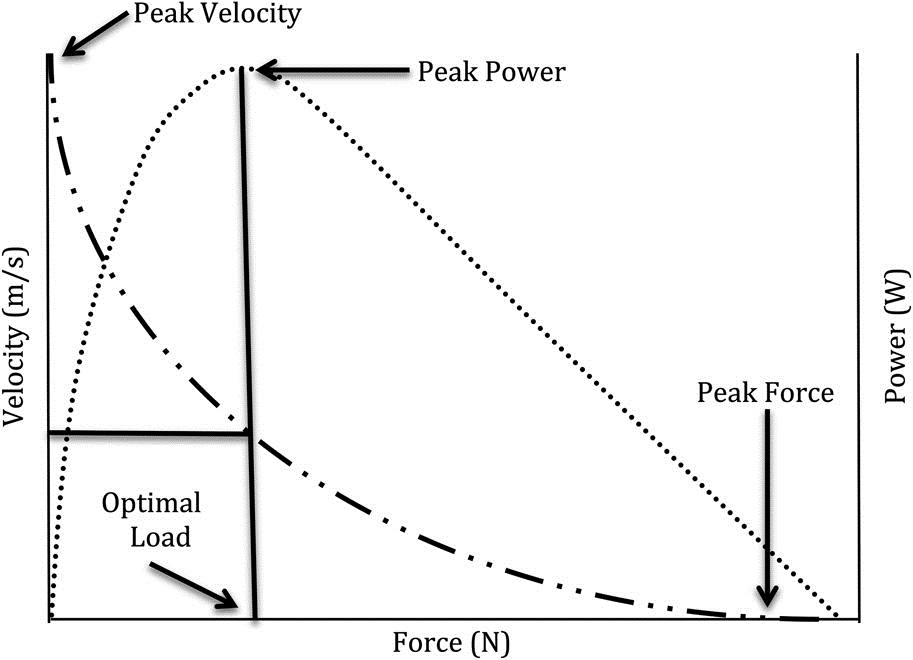 Peak Velocity
Peak Power
Velocity (m/s)
Power (W)
Peak Force
Optimal
Load
Force (N)